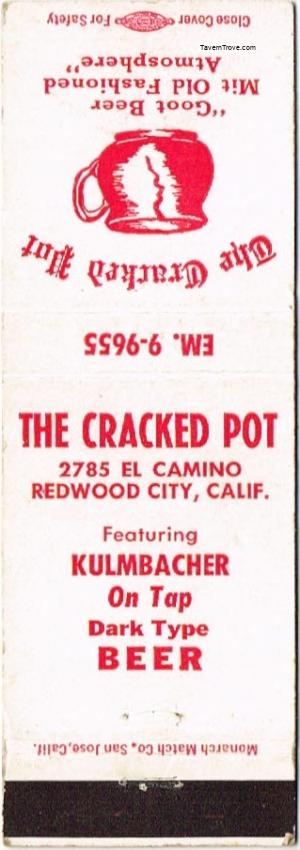 TavernTrove.com
Close Cover For Safety
"Goot Beer
Mit Old Fashioned
Atmosphere"
The Cracked Pot
EM. 9-9655
THE CRACKED POT
2785 EL CAMINO
REDWOOD CITY, CALIF.
Featuring
KULMBACHER
On Tap
Dark Type
BEER
Monarch Match Co., San Jose, Calif.